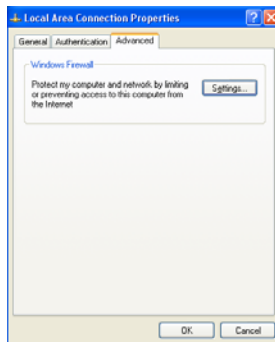 Local Area Connection Properties
General Authentication Advanced
Windows Firewall
Protect my computer and network by limiting
or preventing access to this computer from
the Internet
Settings...
OK Cancel